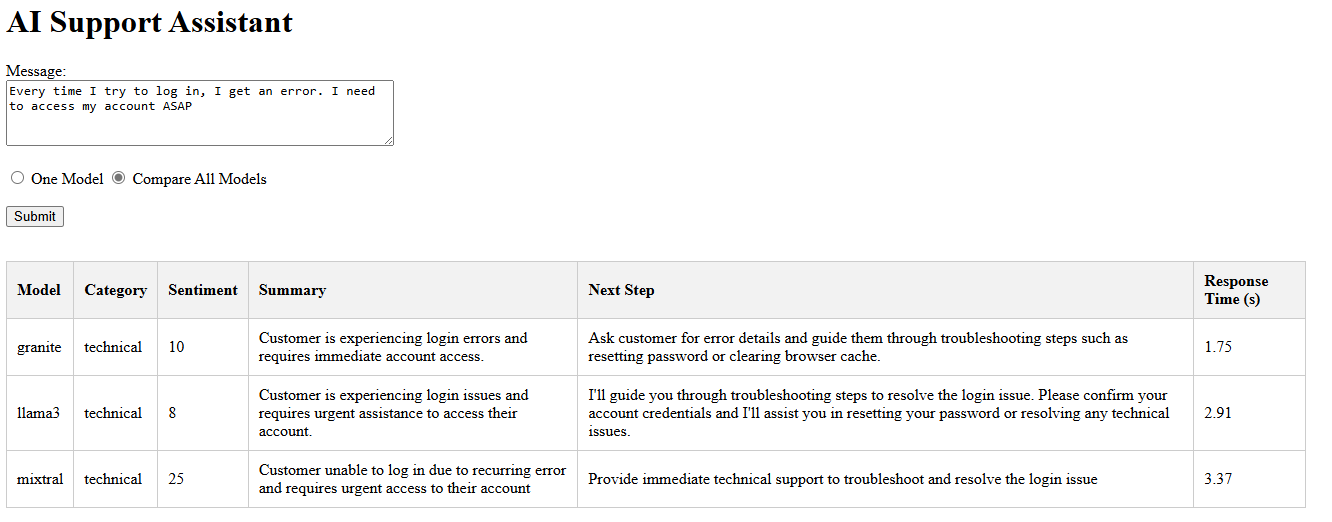 AI Support Assistant
Message:
Every time I try to log in, I get an error. I need
to access my account ASAP
One Model Compare All Models
Submit
Model Category Sentiment Summary Next Step Response
Time (s)
granite technical 10 Customer is experiencing login errors and
requires immediate account access. Ask customer for error details and guide them through troubleshooting steps such as
resetting password or clearing browser cache. 1.75
llama3 technical 8 Customer is experiencing login issues and
requires urgent assistance to access their
account. I'll guide you through troubleshooting steps to resolve the login issue. Please confirm your
account credentials and I'll assist you in resetting your password or resolving any technical
issues. 2.91
mixtral technical 25 Customer unable to log in due to recurring error
and requires urgent access to their account Provide immediate technical support to troubleshoot and resolve the login issue 3.37